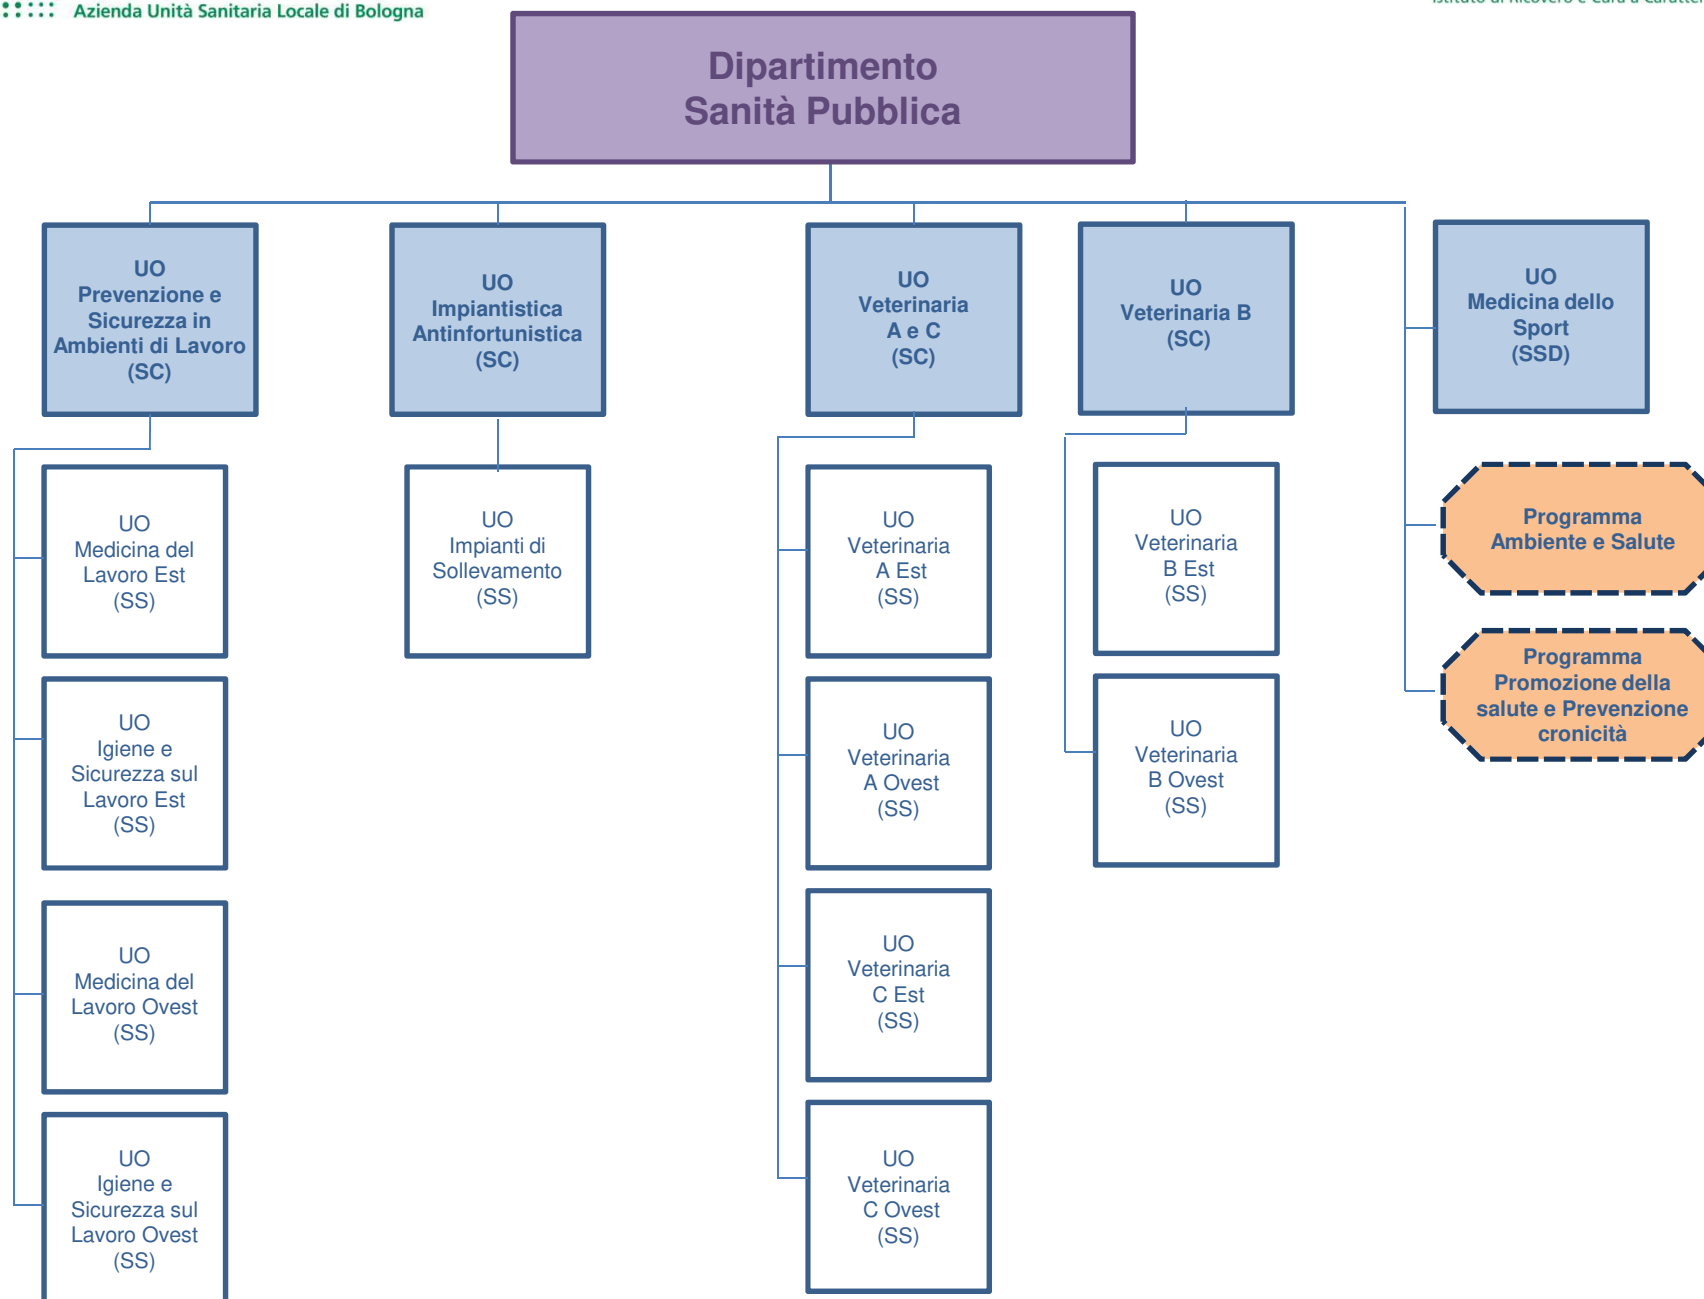 Azienda Unità Sanitaria Locale di Bologna
Istituto di Ricovero e Cura a
Dipartimento
Sanità Pubblica
UO
Prevenzione e
Sicurezza in
Ambienti di Lavoro
(SC)
UO
Impiantistica
Antinfortunistica
(SC)
UO
Veterinaria
A e C
(SC)
UO
Veterinaria B
(SC)
UO
Medicina dello
Sport
(SSD)
UO
Medicina del
Lavoro Est
(SS)
UO
Impianti di
Sollevamento
(SS)
UO
Veterinaria
A Est
(SS)
UO
Veterinaria
B Est
(SS)
Programma
Ambiente e Salute
Programma
Promozione della
salute e Prevenzione
cronicità
UO
Igiene e
Sicurezza sul
Lavoro Est
(SS)
UO
Veterinaria
A Ovest
(SS)
UO
Veterinaria
B Ovest
(SS)
UO
Medicina del
Lavoro Ovest
(SS)
UO
Veterinaria
C Est
(SS)
UO
Igiene e
Sicurezza sul
Lavoro Ovest
(SS)
UO
Veterinaria
C Ovest
(SS)